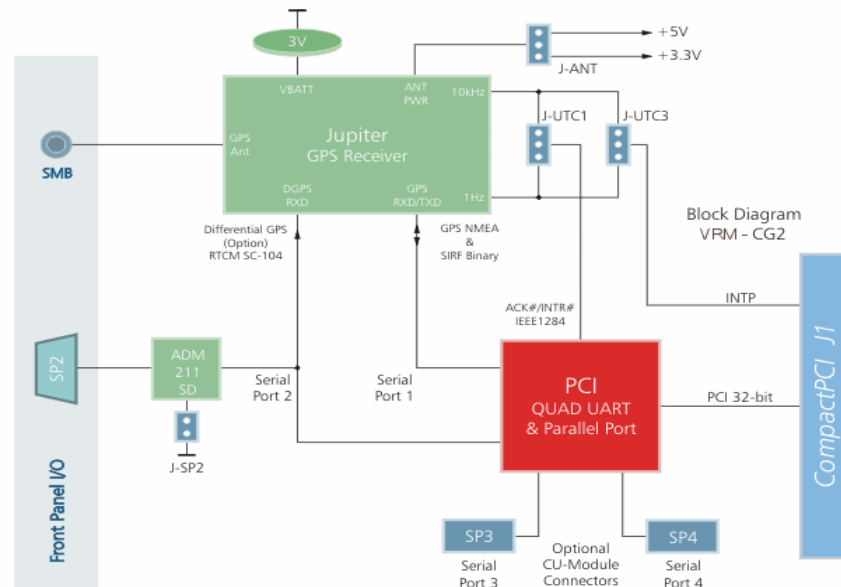 3V
+5V
+3.3V
J-ANT
VBATT
ANT
PWR
10kHz
J-UTC1
J-UTC3
GPS
Ant
Jupiter
GPS Receiver
SMB
DGPS
RXD
GPS
RXD/TXD
1Hz
Differential GPS
(Option)
RTCM SC-104
GPS NMEA
&
SIRF Binary
Block Diagram
VRM - CG2
INTP
ACK#/INTR#
IEEE1284
SP2
ADM
211
SD
Serial
Port 2
Serial
Port 1
PCI
QUAD UART
& Parallel Port
PCI 32-bit
CompactPCI J1
J-SP2
Front Panel I/O
SP3
SP4
Serial
Port 3
Optional
CU-Module
Connectors
Serial
Port 4